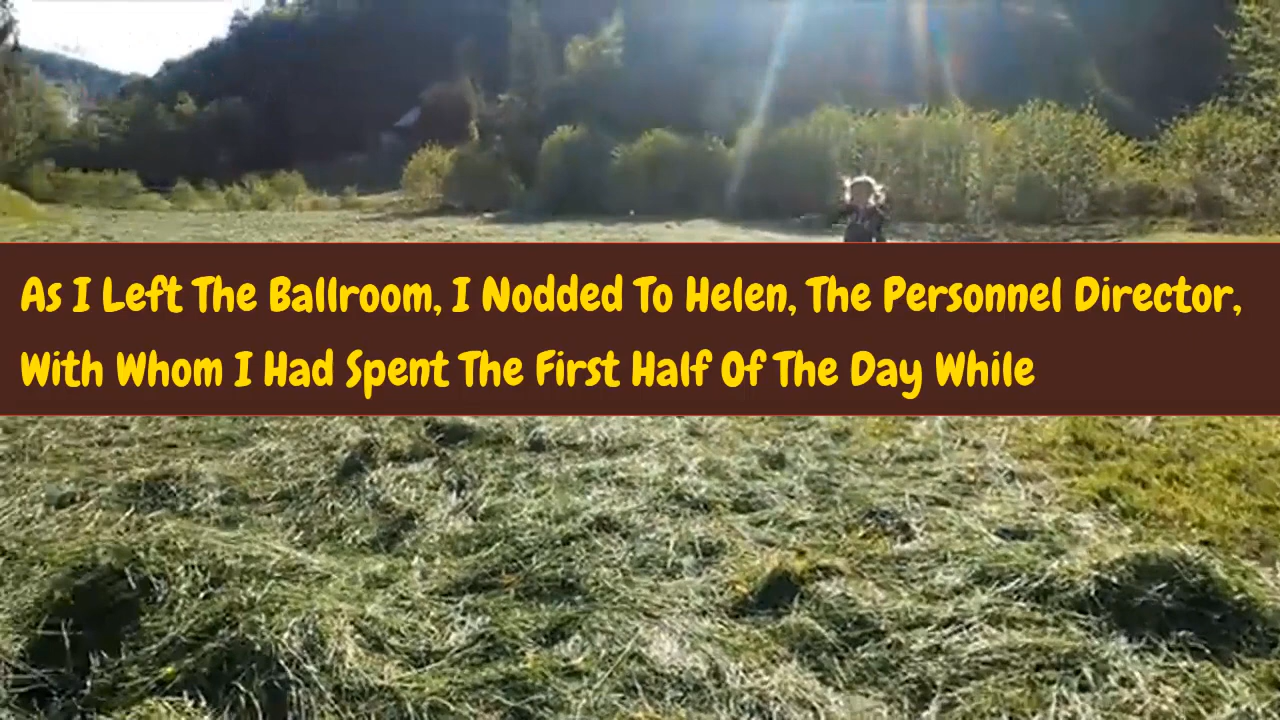 As I Left The Ballroom, I Nodded To Helen, The Personnel Director,
With Whom I Had Spent The First Half Of The Day While